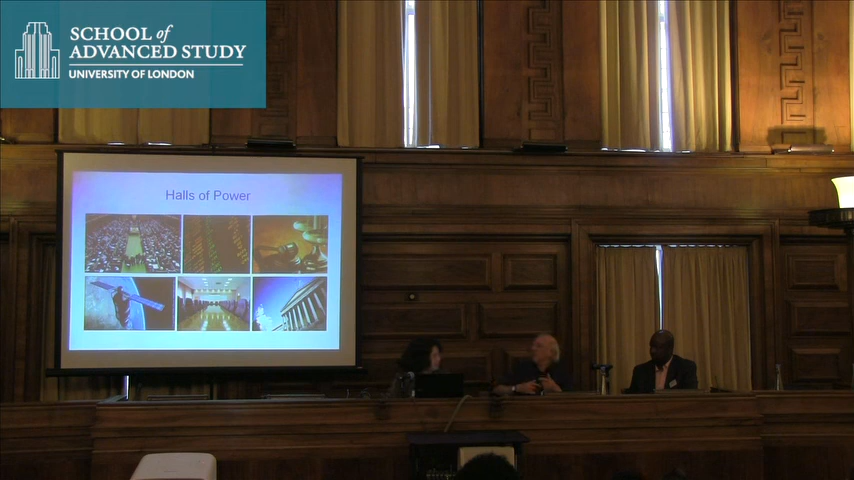 SCHOOL of
ADVANCED STUDY
UNIVERSITY OF LONDON
Halls of Power